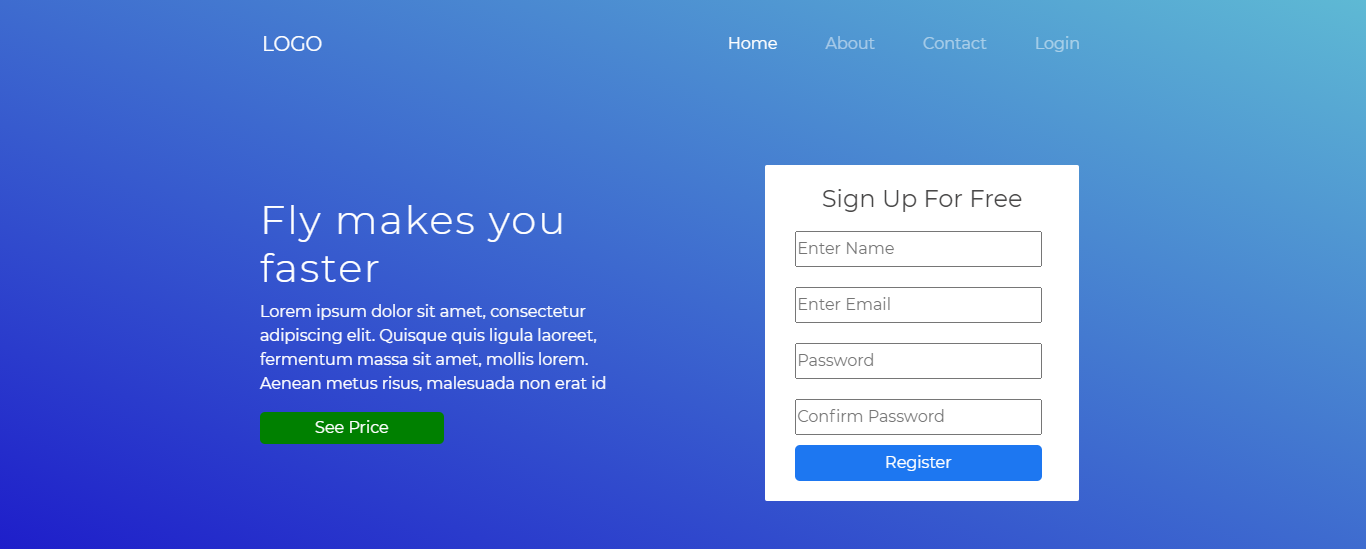 LOGO
Home
About
Contact
Login
Fly makes you
faster
Lorem ipsum dolor sit amet, consectetur
adipiscing elit. Quisque quis ligula laoreet,
fermentum massa sit amet, mollis lorem.
Aenean metus risus, malesuada non erat id
See Price
Sign Up For Free
Enter Name
Enter Email
Password
Confirm Password
Register